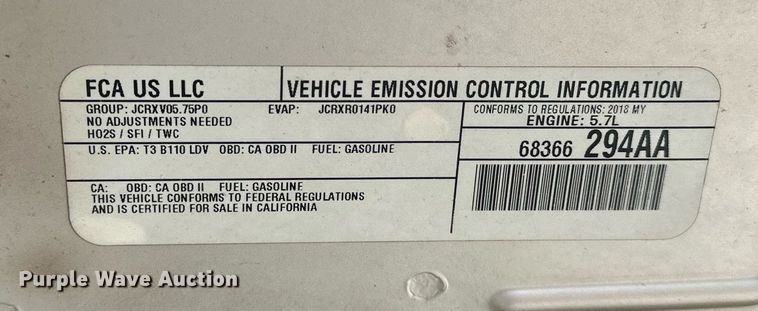 FCA US LLC
VEHICLE EMISSION CONTROL INFORMATION
GROUP: JCRXV05.75P0 EVAP: JCRXR0141PK0
NO ADJUSTMENTS NEEDED
HO2S / SFI / TWC
CONFORMS TO REGULATIONS: 2018 MY
ENGINE: 5.7L
U.S. EPA: T3 B110 LDV OBD: CA OBD II FUEL: GASOLINE
68366 294AA
CA: OBD: CA OBD II FUEL: GASOLINE
THIS VEHICLE CONFORMS TO FEDERAL REGULATIONS
AND IS CERTIFIED FOR SALE IN CALIFORNIA
Purple Wave Auction